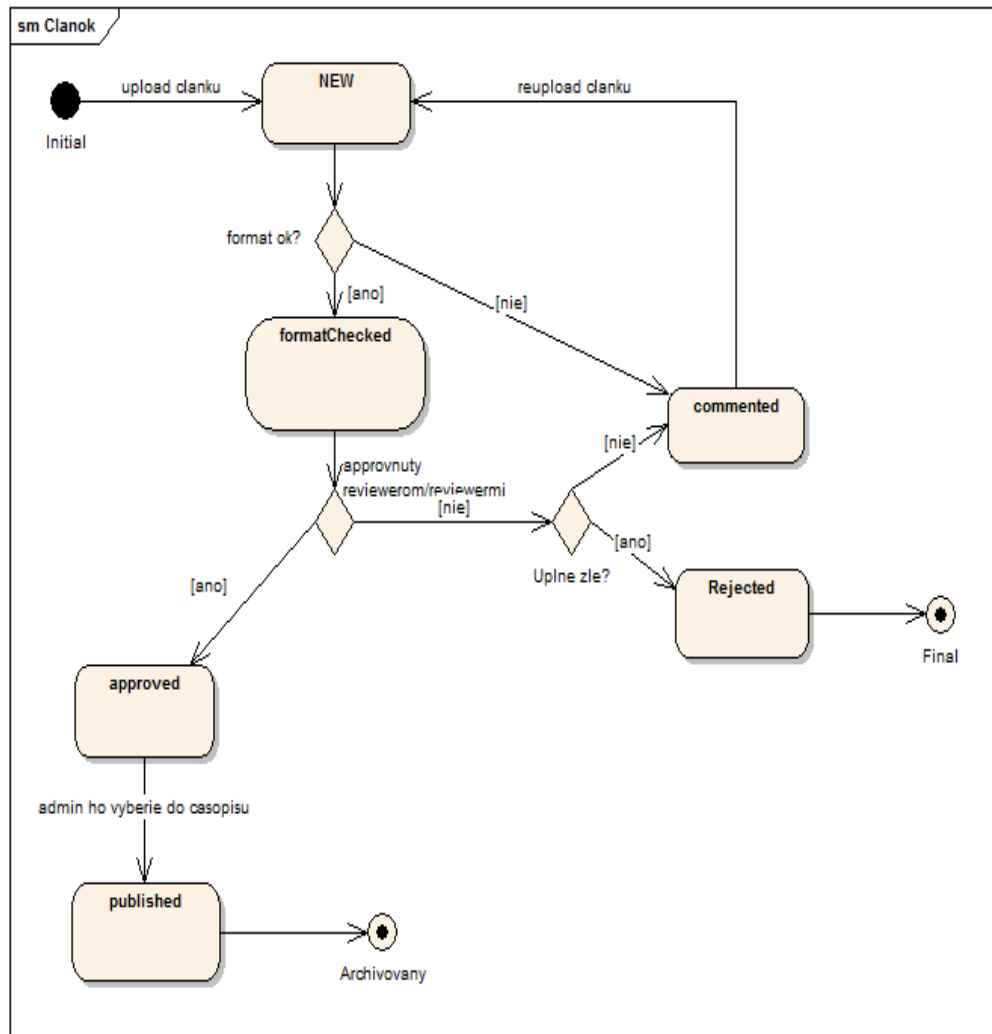 sm Clanok
upload clanku
NEW
reupload clanku
Initial
format ok?
[ano]
[nie]
formatChecked
commented
approvnuty
reviewerom/reviewermi
[nie]
[nie]
Uplne zle?
[ano]
[ano]
Rejected
Final
approved
admin ho vyberie do casopisu
published
Archivovany